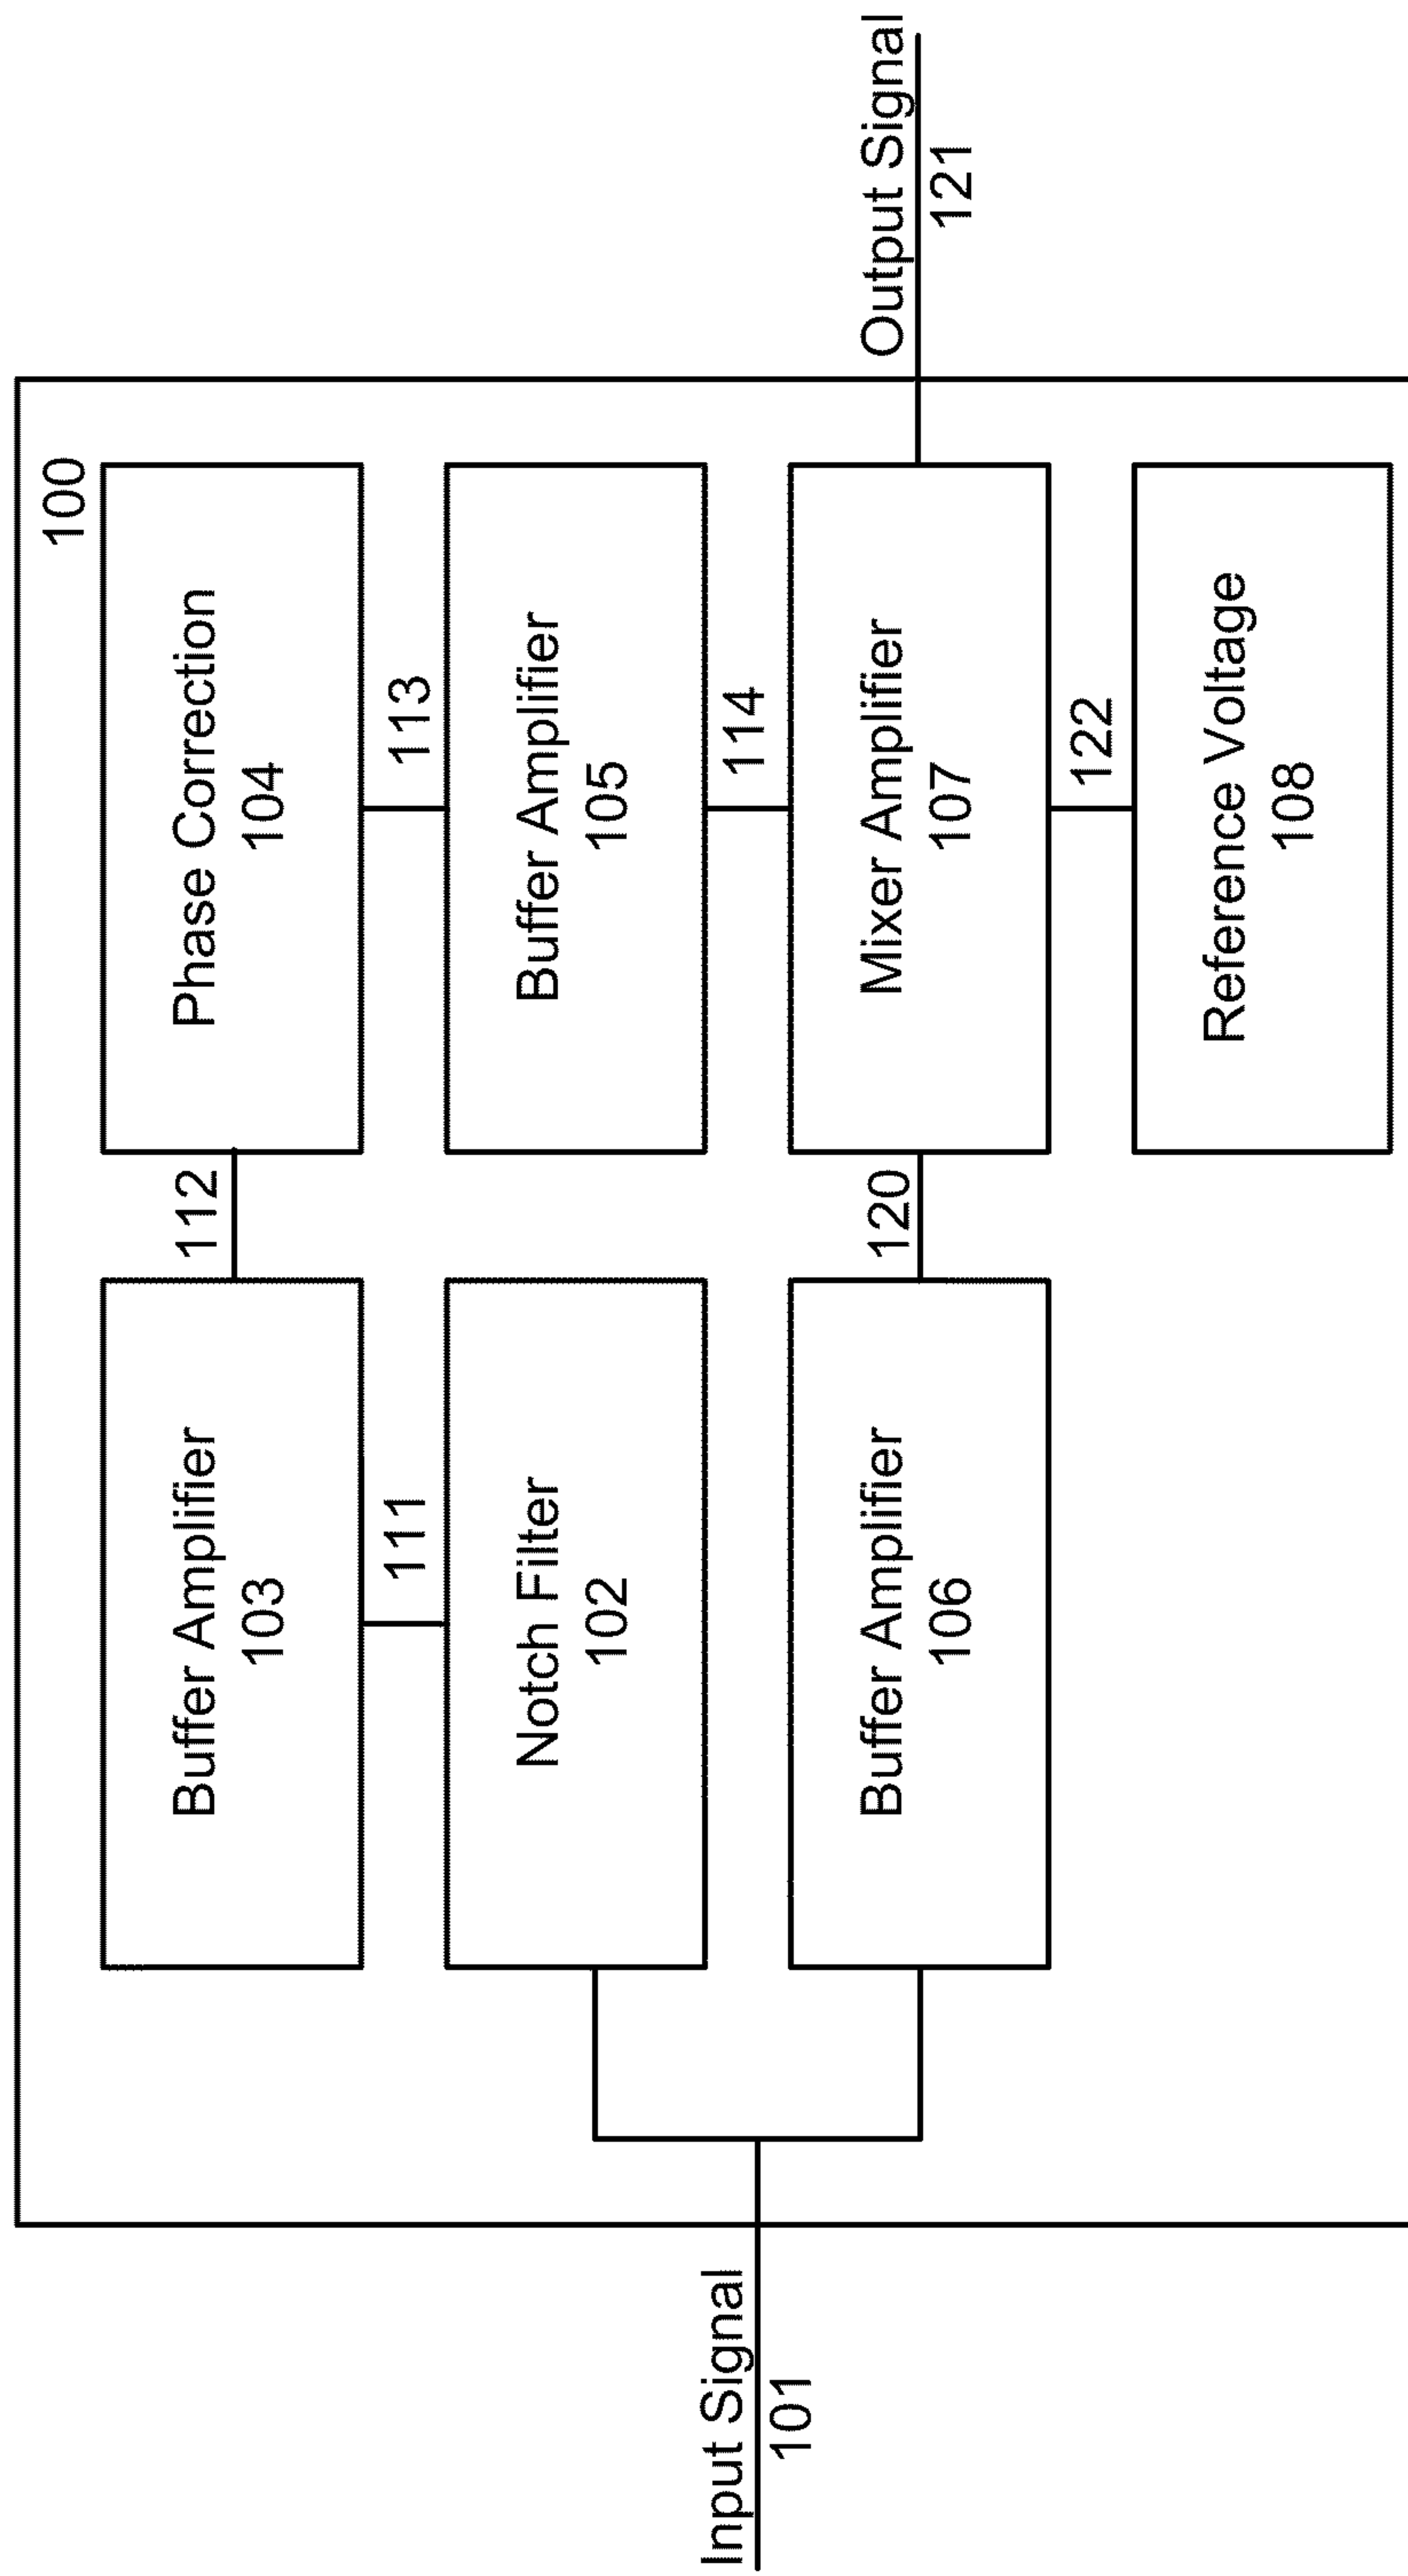 100
Buffer Amplifier
103
112
Phase Correction
104
111
113
Notch Filter
102
Buffer Amplifier
105
114
Input Signal
101
Buffer Amplifier
106
120
Mixer Amplifier
107
Output Signal
121
122
Reference Voltage
108